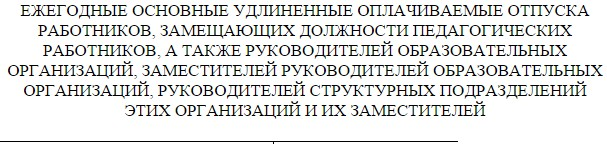 ЕЖЕГОДНЫЕ ОСНОВНЫЕ УДЛИНЕННЫЕ ОПЛАЧИВАЕМЫЕ ОТПУСКА
РАБОТНИКОВ, ЗАМЕЩАЮЩИХ ДОЛЖНОСТИ ПЕДАГОГИЧЕСКИХ
РАБОТНИКОВ, А ТАКЖЕ РУКОВОДИТЕЛЕЙ ОБРАЗОВАТЕЛЬНЫХ
ОРГАНИЗАЦИЙ, ЗАМЕСТИТЕЛЕЙ РУКОВОДИТЕЛЕЙ ОБРАЗОВАТЕЛЬНЫХ
ОРГАНИЗАЦИЙ, РУКОВОДИТЕЛЕЙ СТРУКТУРНЫХ ПОДРАЗДЕЛЕНИЙ
ЭТИХ ОРГАНИЗАЦИЙ И ИХ ЗАМЕСТИТЕЛЕЙ